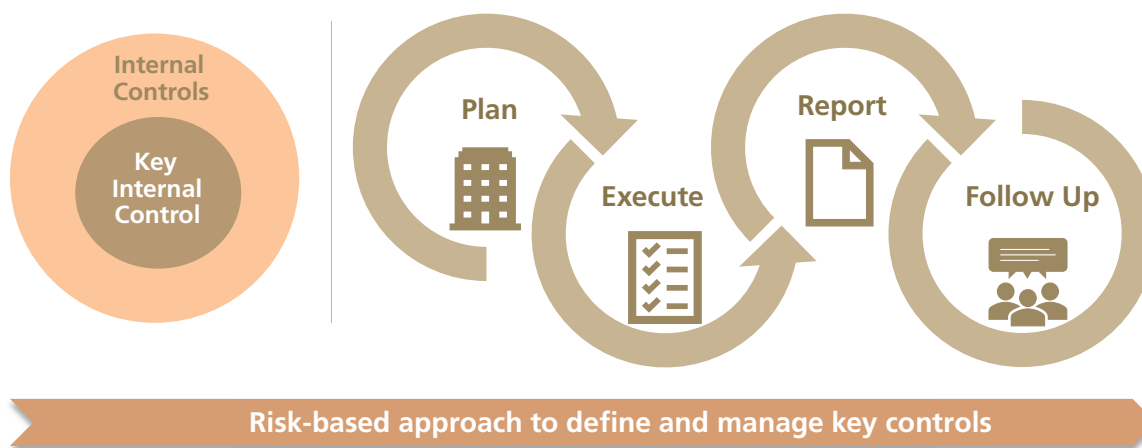 Internal
Controls
Key
Internal
Control
Plan
Execute
Report
Follow Up
Risk-based approach to define and manage key controls